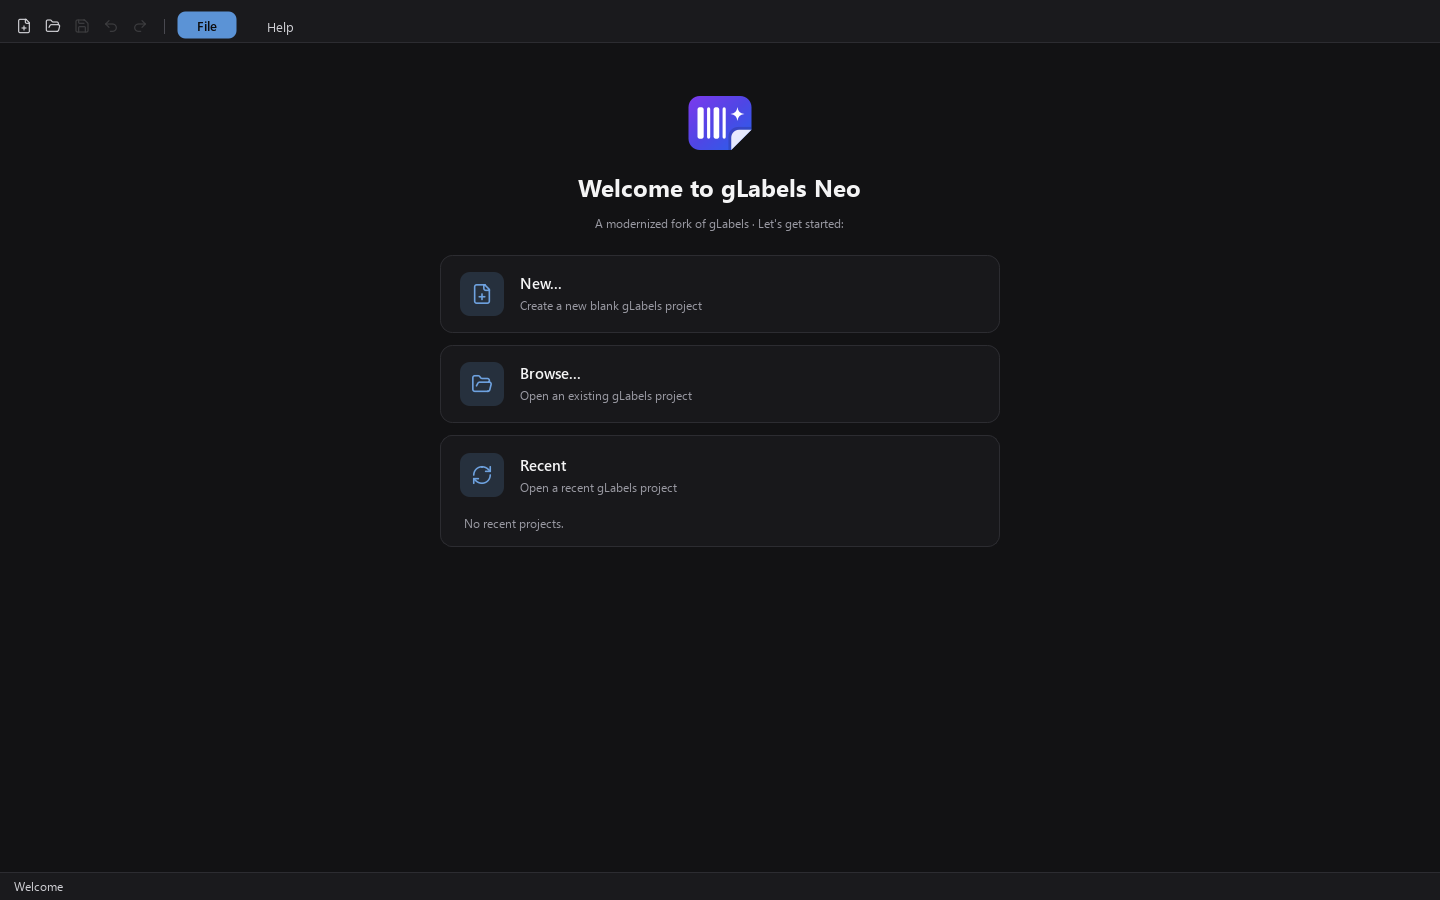 File
Help
Welcome to gLabels Neo
A modernized fork of gLabels · Let's get started:
New...
Create a new blank gLabels project
Browse...
Open an existing gLabels project
Recent
Open a recent gLabels project
No recent projects.
Welcome